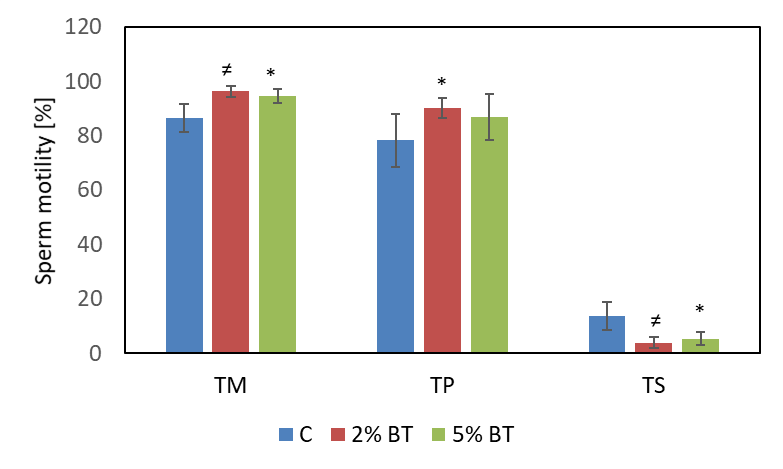 120
100
80
60
40
20
0
Sperm motility [%]
≠
*
*
≠
*
TM
TP
TS
C
2% BT
5% BT